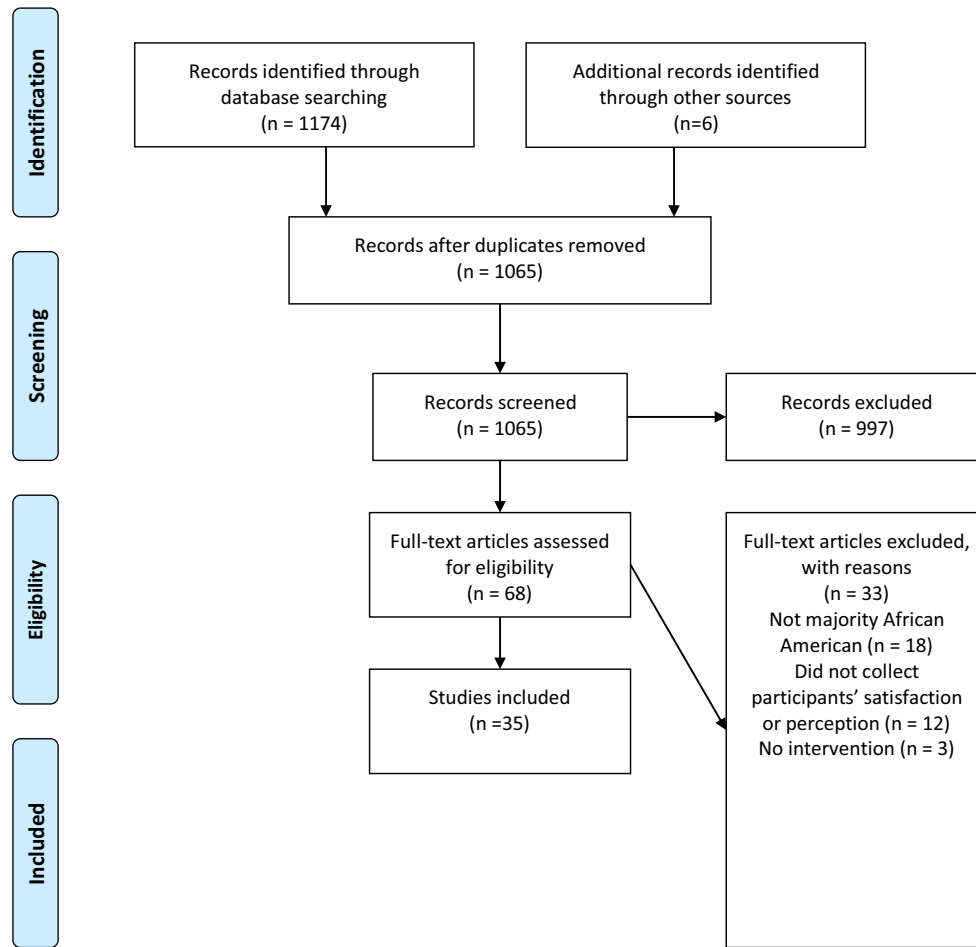 Identification
Records identified through
database searching
(n = 1174)
Additional records identified
through other sources
(n=6)
Records after duplicates removed
(n = 1065)
Screening
Records screened
(n = 1065)
Records excluded
(n = 997)
Eligibility
Full-text articles assessed
for eligibility
(n = 68)
Full-text articles excluded,
with reasons
(n = 33)
Not majority African
American (n = 18)
Did not collect
participants’ satisfaction
or perception (n = 12)
No intervention (n = 3)
Studies included
(n =35)
Included